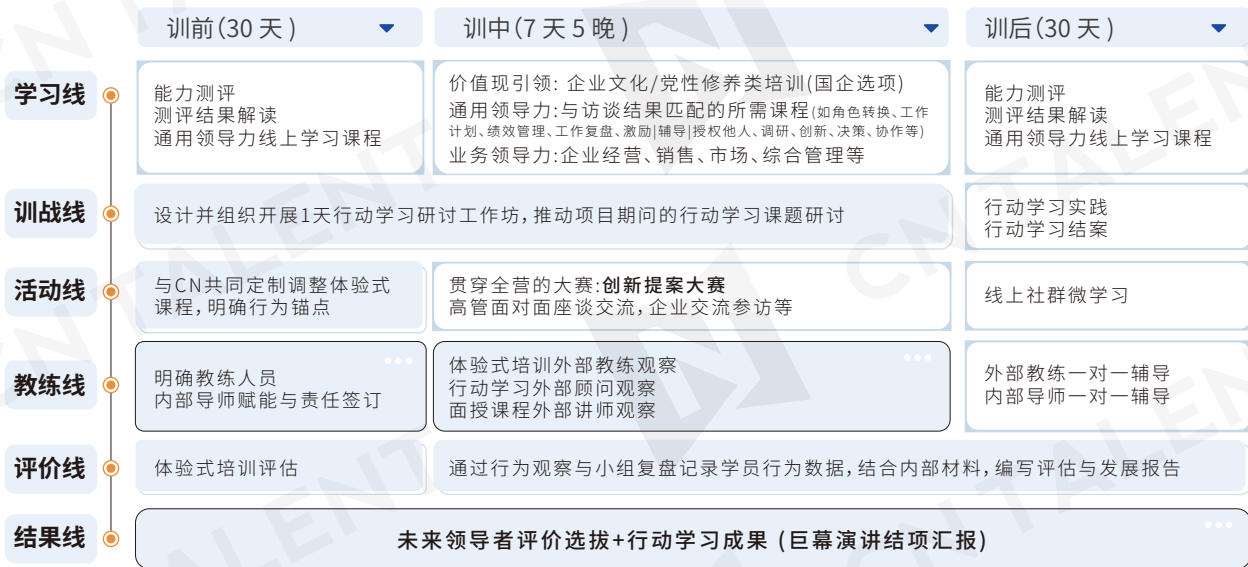 训前(30天)
训中(7天5晚)
训后(30天)
学习线
能力测评
测评结果解读
通用领导力线上学习课程
价值现引领: 企业文化/党性修养类培训(国企选项)
通用领导力:与访谈结果匹配的所需课程(如角色转换、工作
计划、绩效管理、工作复盘、激励|辅导|授权他人、调研、创新、决策、协作等)
业务领导力:企业经营、销售、市场、综合管理等
能力测评
测评结果解读
通用领导力线上学习课程
训战线
设计并组织开展1天行动学习研讨工作坊,推动项目期问的行动学习课题研讨
行动学习实践
行动学习结案
活动线
与CN共同定制调整体验式
课程,明确行为锚点
贯穿全营的大赛:创新提案大赛
高管面对面座谈交流,企业交流参访等
线上社群微学习
教练线
明确教练人员
内部导师赋能与责任签订
体验式培训外部教练观察
行动学习外部顾问观察
面授课程外部讲师观察
外部教练一对一辅导
内部导师一对一辅导
评价线
体验式培训评估
通过行为观察与小组复盘记录学员行为数据,结合内部材料,编写评估与发展报告
结果线
未来领导者评价选拔+行动学习成果 (巨幕演讲结项汇报)
CN TALENT